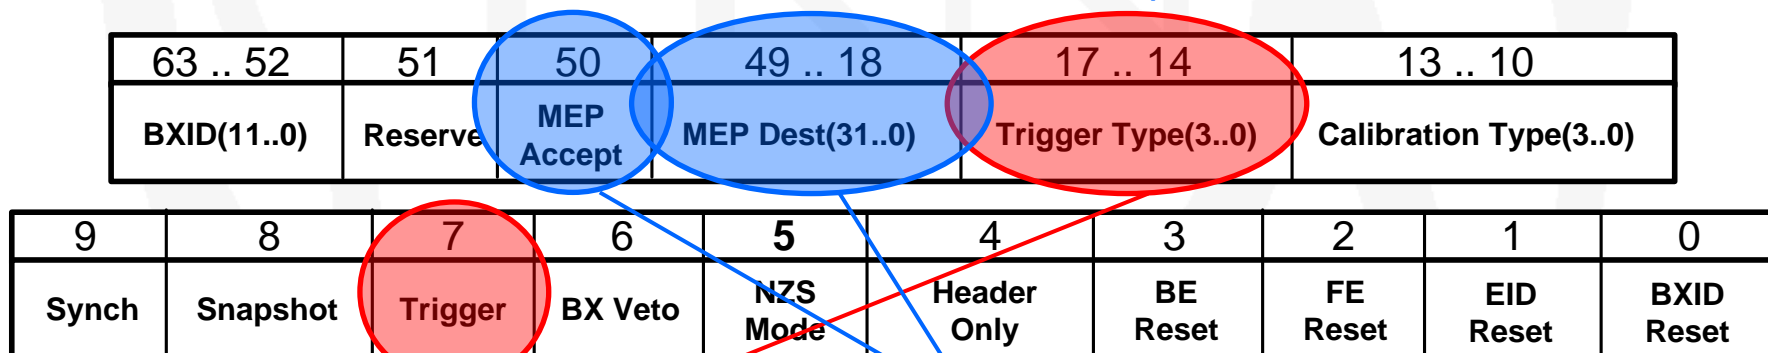 63 .. 52 51 50 49 .. 18 17 .. 14 13 .. 10
BXID(11..0) Reserve MEP Accept MEP Dest(31..0) Trigger Type(3..0) Calibration Type(3..0)
9 8 7 6 5 4 3 2 1 0
Synch Snapshot Trigger BX Veto NZS Mode Header Only BE Reset FE Reset EID Reset BXID Reset